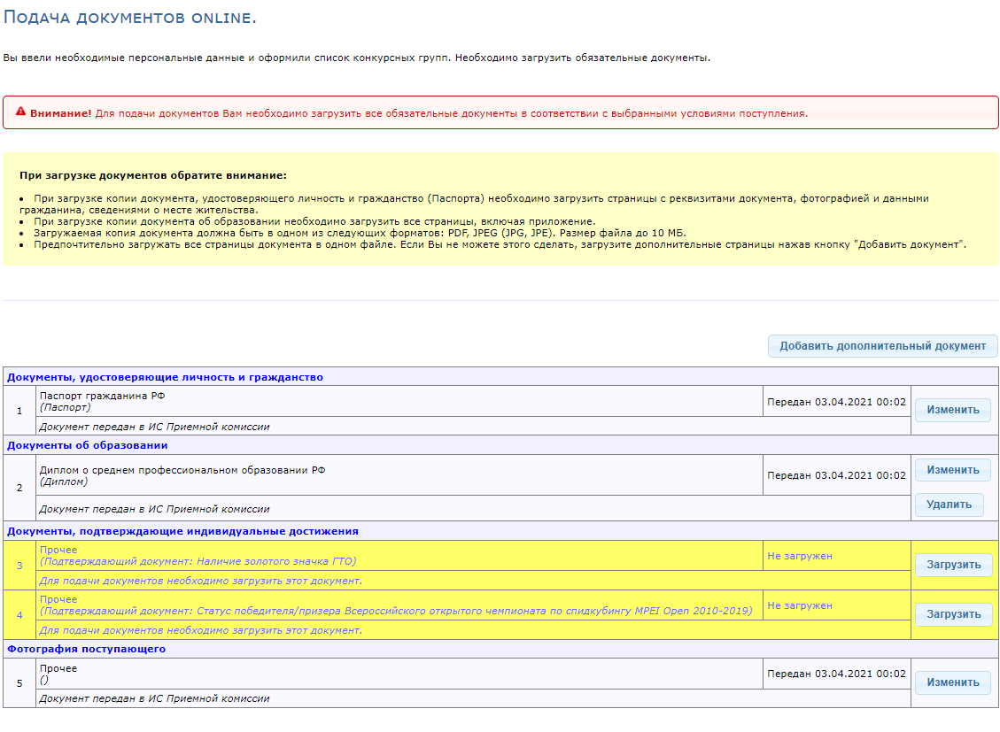 Подача документов online.
Вы ввели необходимые персональные данные и оформили список конкурсных групп. Необходимо загрузить обязательные документы.
Внимание! Для подачи документов Вам необходимо загрузить все обязательные документы в соответствии с выбранными условиями поступления.
При загрузке документов обратите внимание:
• При загрузке копии документа, удостоверяющего личность и гражданство (Паспорта) необходимо загрузить страницы с реквизитами документа, фотографией и данными
гражданина, сведениями о месте жительства.
• При загрузке копии документа об образовании необходимо загрузить все страницы, включая приложение.
• Загружаемая копия документа должна быть в одном из следующих форматов: PDF, JPEG (JPG, JPE). Размер файла до 10 МБ.
• Предпочтительно загружать все страницы документа в одном файле. Если Вы не можете этого сделать, загрузите дополнительные страницы нажав кнопку "Добавить документ".
Добавить дополнительный документ
Документы, удостоверяющие личность и гражданство
1
Паспорт гражданина РФ
(Паспорт)
Передан 03.04.2021 00:02
Изменить
Документ передан в ИС Приемной комиссии
Документы об образовании
2
Диплом о среднем профессиональном образовании РФ
(Диплом)
Передан 03.04.2021 00:02
Изменить
Документ передан в ИС Приемной комиссии
Удалить
Документы, подтверждающие индивидуальные достижения
3
Прочее
(Подтверждающий документ: Наличие золотого значка ГТО)
Не загружен
Загрузить
Для подачи документов необходимо загрузить этот документ.
4
Прочее
(Подтверждающий документ: Статус победителя/призера Всероссийского открытого чемпионата по спидкубингу MPEI Open 2010-2019)
Не загружен
Загрузить
Для подачи документов необходимо загрузить этот документ.
Фотография поступающего
5
Прочее
()
Передан 03.04.2021 00:02
Изменить
Документ передан в ИС Приемной комиссии